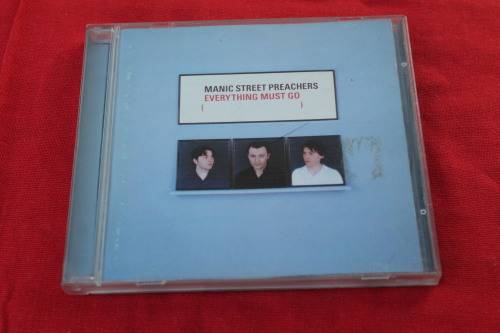 MANIC STREET PREACHERS
EVERYTHING MUST GO
( )